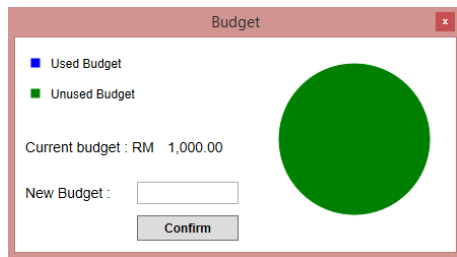 Budget
x
Used Budget
Unused Budget
Current budget : RM 1,000.00
New Budget :
Confirm